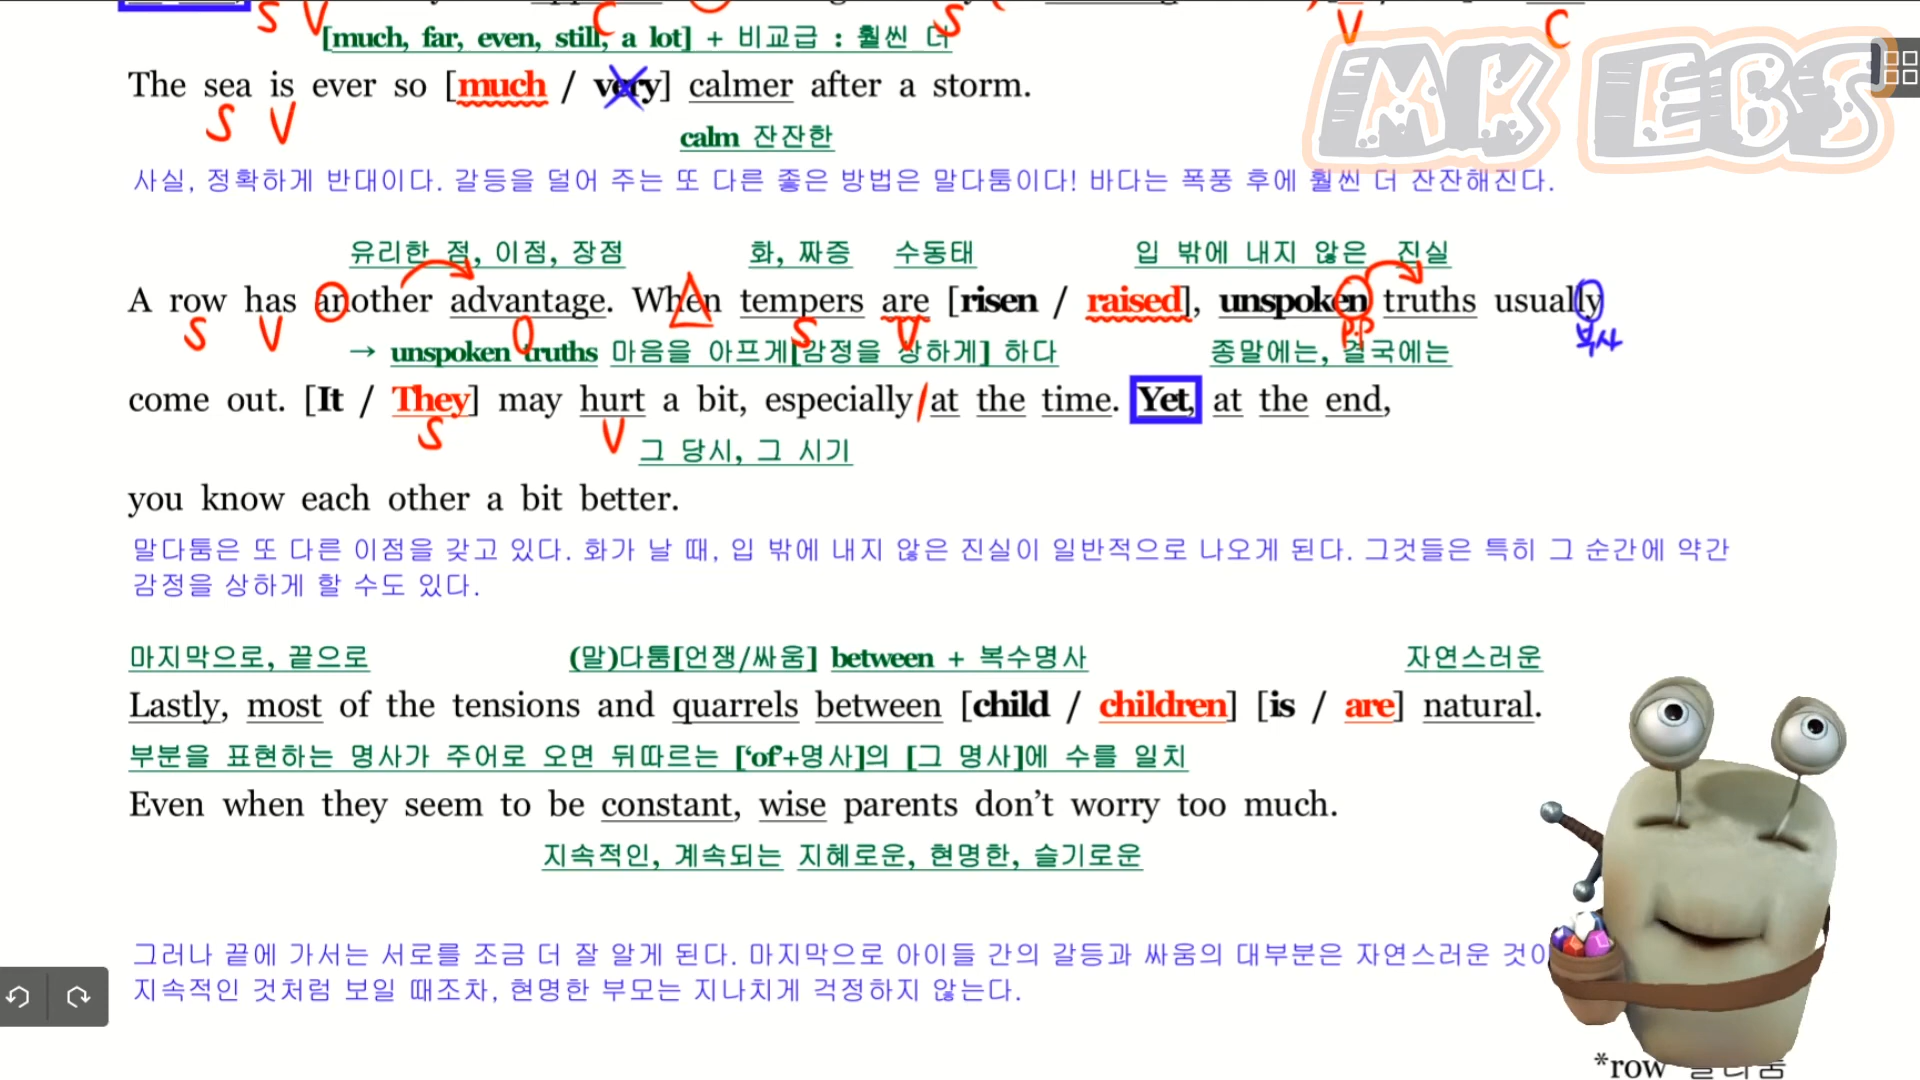 [much, far, even, still, a lot] + 비교급 : 훨씬 더
The sea is ever so [much / very] calmer after a storm.
S V
calm 잔잔한
사실, 정확하게 반대이다. 갈등을 덜어 주는 또 다른 좋은 방법은 말다툼이다! 바다는 폭풍 후에 훨씬 더 잔잔해진다.
MK EBS
유리한 점, 이점, 장점 화, 짜증 수동태 입 밖에 내지 않은 진실
A row has another advantage. When tempers are [risen / raised], unspoken truths usually
S V O S V P.P 부사
→ unspoken truths 마음을 아프게[감정을 상하게] 하다 종말에는, 결국에는
come out. [It / They] may hurt a bit, especially/at the time. Yet, at the end,
S V
그 당시, 그 시기
you know each other a bit better.
말다툼은 또 다른 이점을 갖고 있다. 화가 날 때, 입 밖에 내지 않은 진실이 일반적으로 나오게 된다. 그것들은 특히 그 순간에 약간
감정을 상하게 할 수도 있다.
마지막으로, 끝으로 (말)다툼[언쟁/싸움] between + 복수명사 자연스러운
Lastly, most of the tensions and quarrels between [child / children] [is / are] natural.
부분을 표현하는 명사가 주어로 오면 뒤따르는 ['of'+명사]의 [그 명사]에 수를 일치
Even when they seem to be constant, wise parents don't worry too much.
지속적인, 계속되는 지혜로운, 현명한, 슬기로운
그러나 끝에 가서는 서로를 조금 더 잘 알게 된다. 마지막으로 아이들 간의 갈등과 싸움의 대부분은 자연스러운 것이
지속적인 것처럼 보일 때조차, 현명한 부모는 지나치게 걱정하지 않는다.
*row